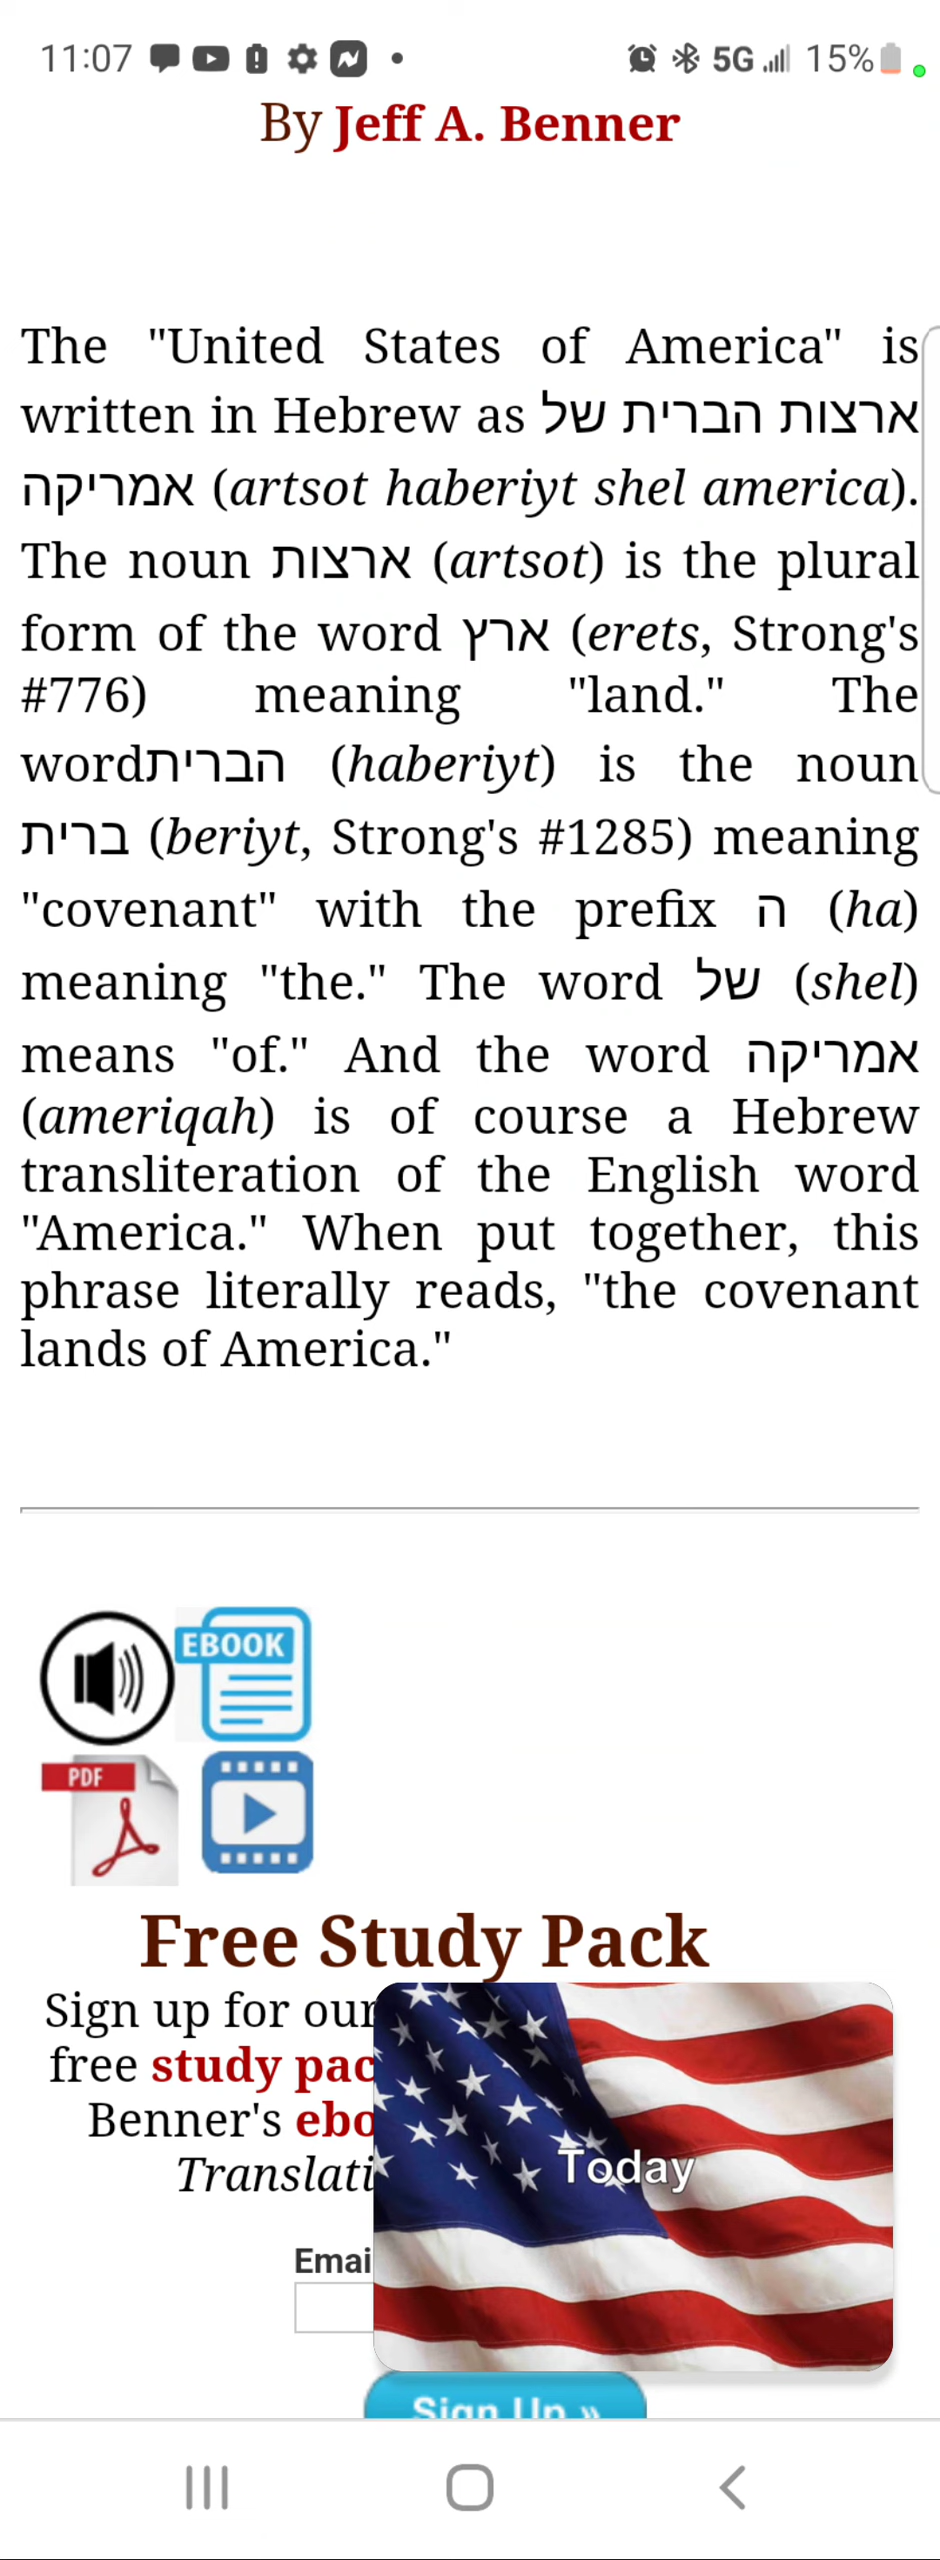 11:07
5G 15%
By Jeff A. Benner
The "United States of America" is
written in Hebrew as ארצות הברית של
אמריקה (artsot haberiyt shel america).
The noun ארצות (artsot) is the plural
form of the word ארץ (erets, Strong's
#776) meaning "land." The
wordהברית (haberiyt) is the noun
ברית (beriyt, Strong's #1285) meaning
"covenant" with the prefix ה (ha)
meaning "the." The word של (shel)
means "of." And the word אמריקה
(ameriqah) is of course a Hebrew
transliteration of the English word
"America." When put together, this
phrase literally reads, "the covenant
lands of America."
EBOOK
PDF
Free Study Pack
Sign up for our
free study pac
Benner's ebo
Translati
Today
Emai
Sign Up »